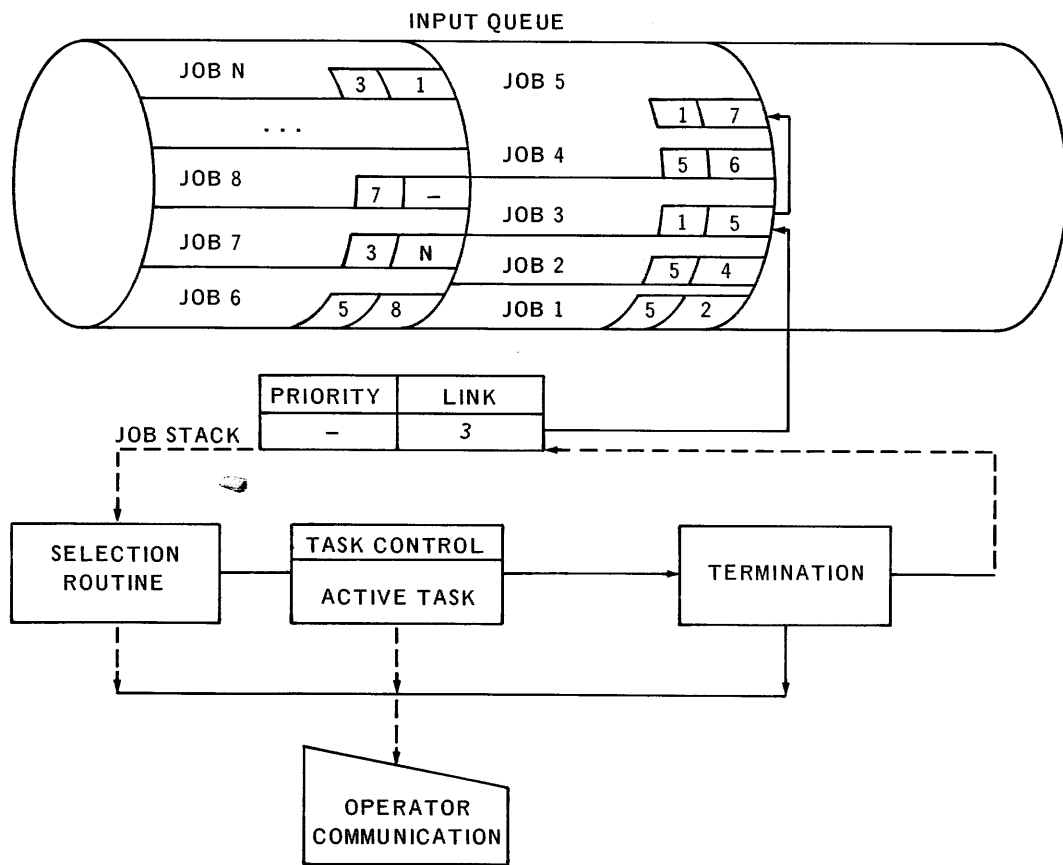 INPUT QUEUE
JOB N
3 1
...
JOB 8
7 –
JOB 7
3 N
JOB 6
5 8
JOB 5
1 7
JOB 4
5 6
JOB 3
1 5
JOB 2
5 4
JOB 1
5 2
PRIORITY LINK
– 3
JOB STACK
SELECTION
ROUTINE
TASK CONTROL
ACTIVE TASK
TERMINATION
OPERATOR
COMMUNICATION